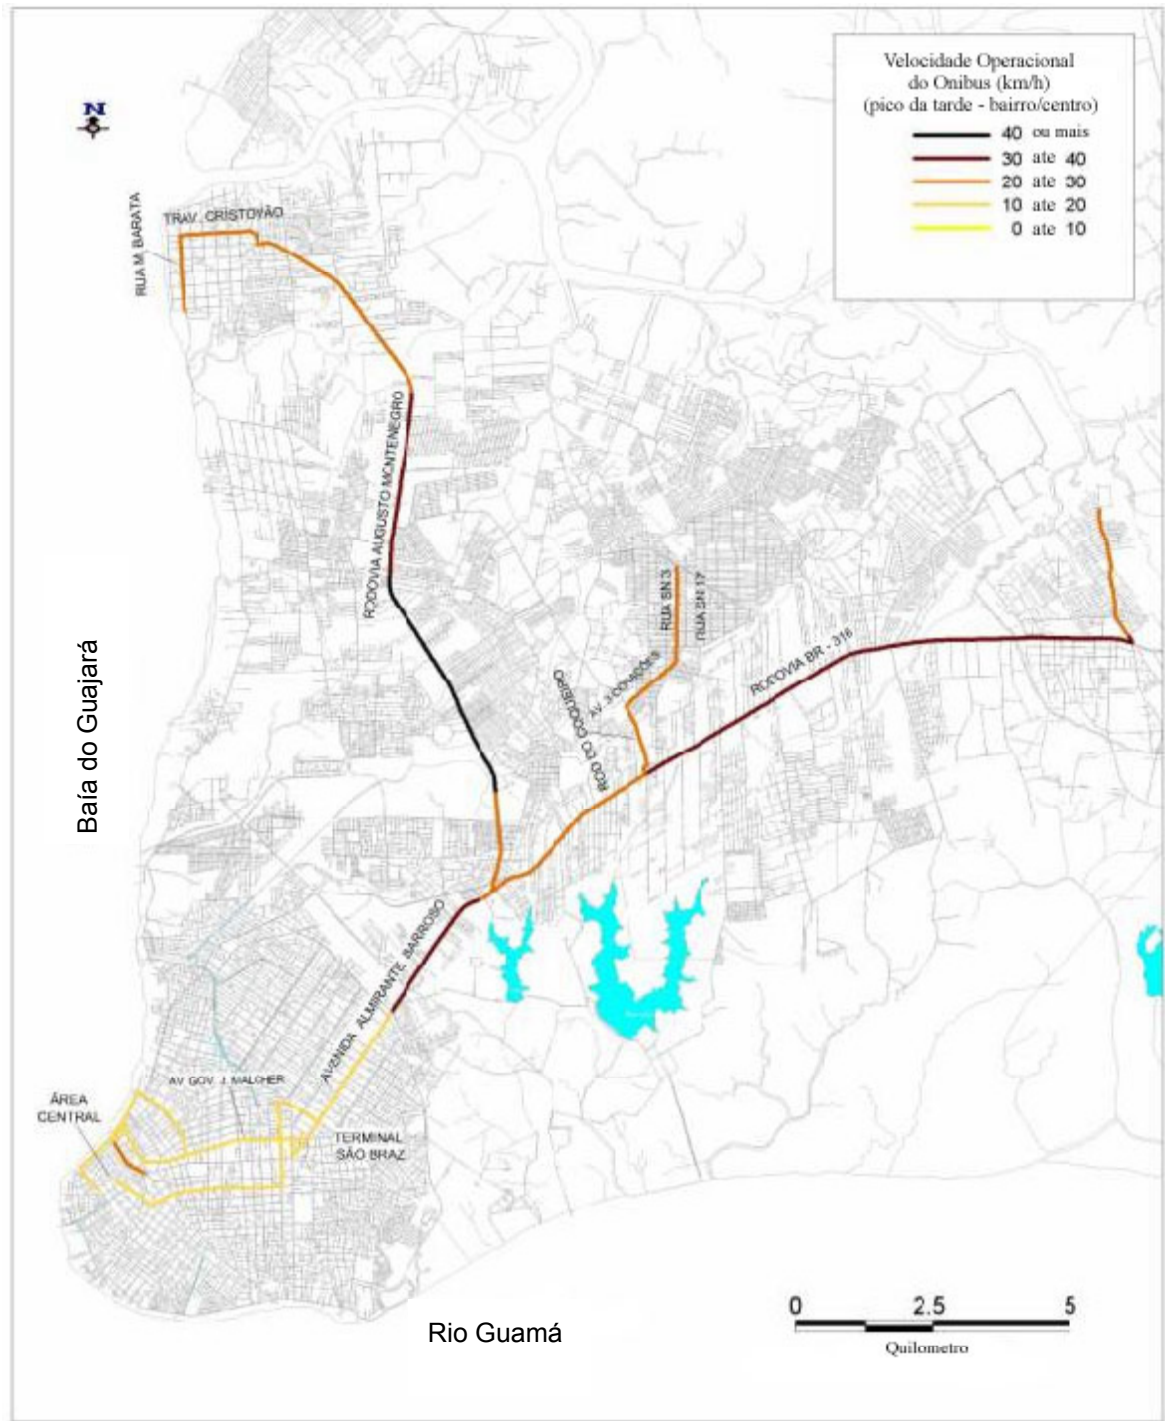 Velocidade Operacional
do Onibus (km/h)
(pico da tarde - bairro/centro)
40 ou mais
30 ate 40
20 ate 30
10 ate 20
0 ate 10
N
TRAV. CRISTOVÃO
RUA M. BARATA
RODOVIA AUGUSTO MONTENEGRO
RUA SN 3
RUA SN 17
AV. 3 CORAÇÕES
ROD DO COQUEIRO
RODOVIA BR - 316
Baía do Guajará
AVENIDA ALMIRANTE BARROSO
AV GOV. J. MALCHER
ÁREA
CENTRAL
TERMINAL
SÃO BRAZ
Rio Guamá
0 2.5 5
Quilometro